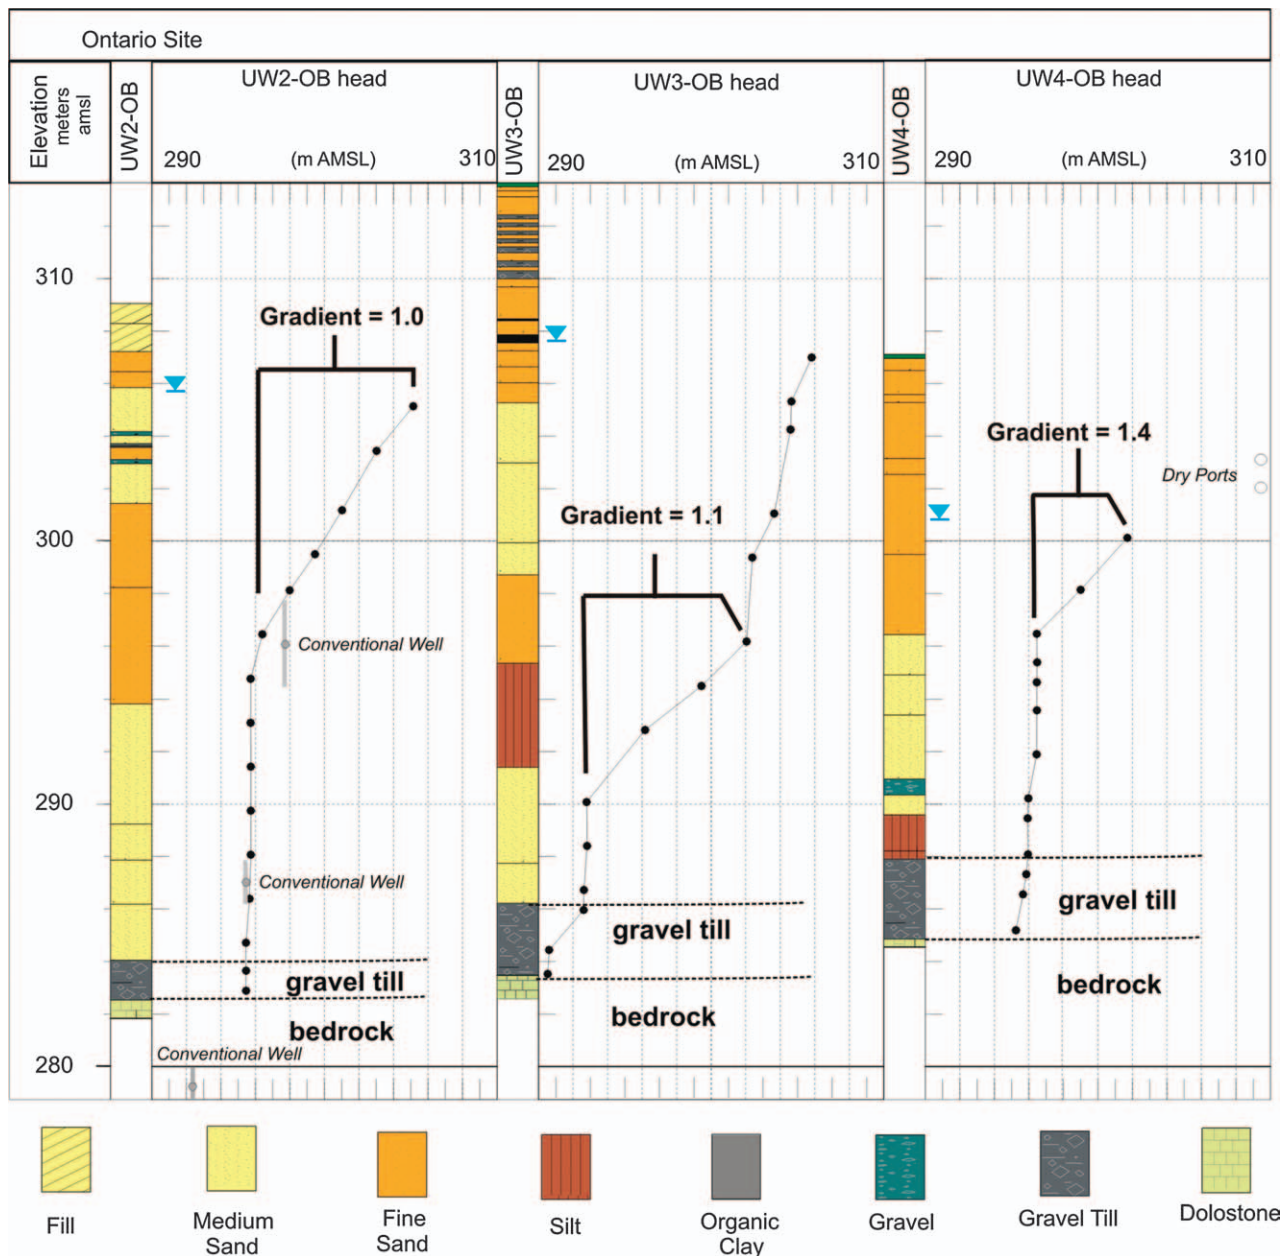 Ontario Site
Elevation
meters
amsl
UW2-OB
UW2-OB head
290 (m AMSL) 310
UW3-OB
UW3-OB head
290 (m AMSL) 310
UW4-OB
UW4-OB head
290 (m AMSL) 310
310
300
290
280
Gradient = 1.0
Conventional Well
Conventional Well
gravel till
bedrock
Conventional Well
Gradient = 1.1
gravel till
bedrock
Gradient = 1.4
Dry Ports
gravel till
bedrock
Fill
Medium
Sand
Fine
Sand
Silt
Organic
Clay
Gravel
Gravel Till
Dolostone